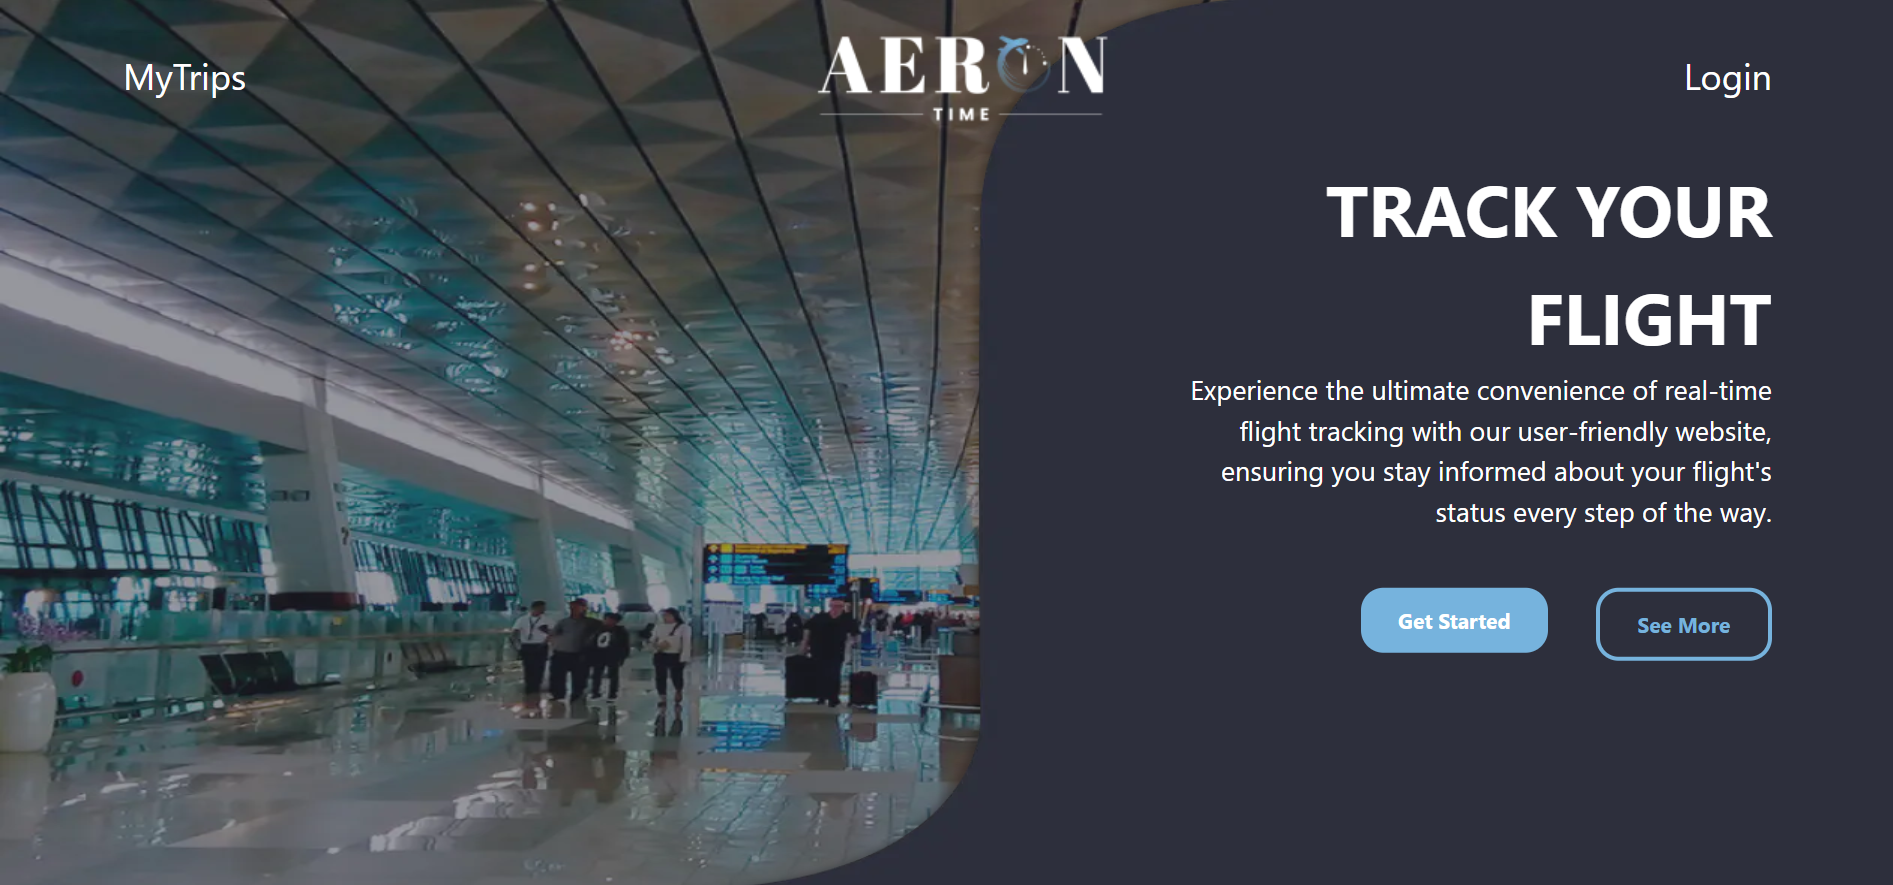 MyTrips
AERON
TIME
Login
TRACK YOUR
FLIGHT
Experience the ultimate convenience of real-time
flight tracking with our user-friendly website,
ensuring you stay informed about your flight's
status every step of the way.
Get Started
See More